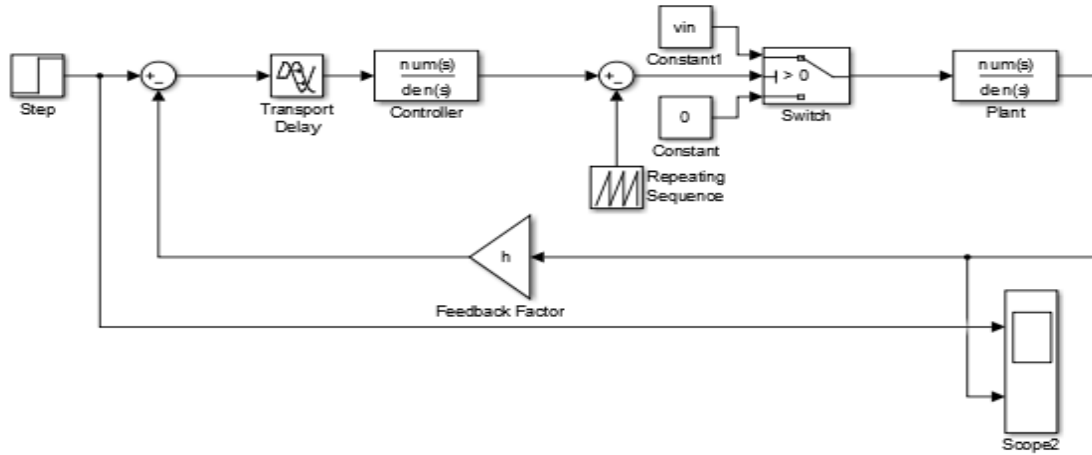 Step
+
−
Transport
Delay
num(s)
den(s)
Controller
+
−
Repeating
Sequence
vin
Constant1
0
Constant
> 0
Switch
num(s)
den(s)
Plant
h
Feedback Factor
Scope2